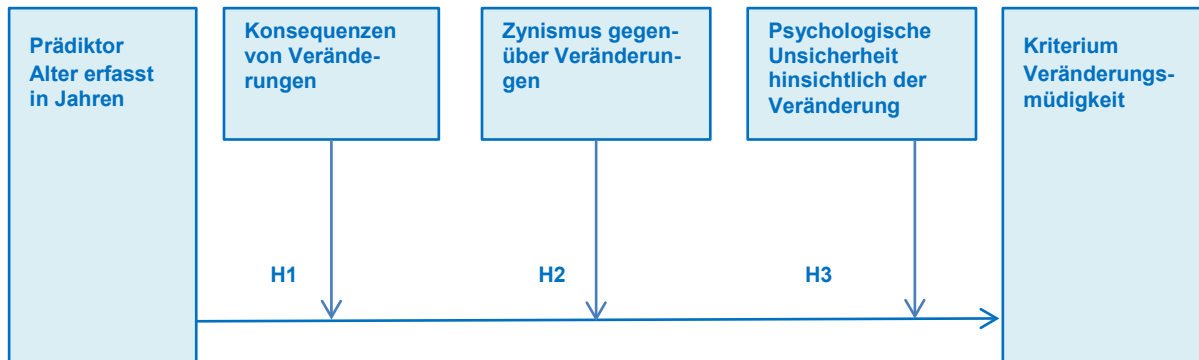 Prädiktor
Alter erfasst
in Jahren
Konsequenzen
von Verände-
rungen
Zynismus gegen-
über Veränderun-
gen
Psychologische
Unsicherheit
hinsichtlich der
Veränderung
Kriterium
Veränderungs-
müdigkeit
H1
H2
H3